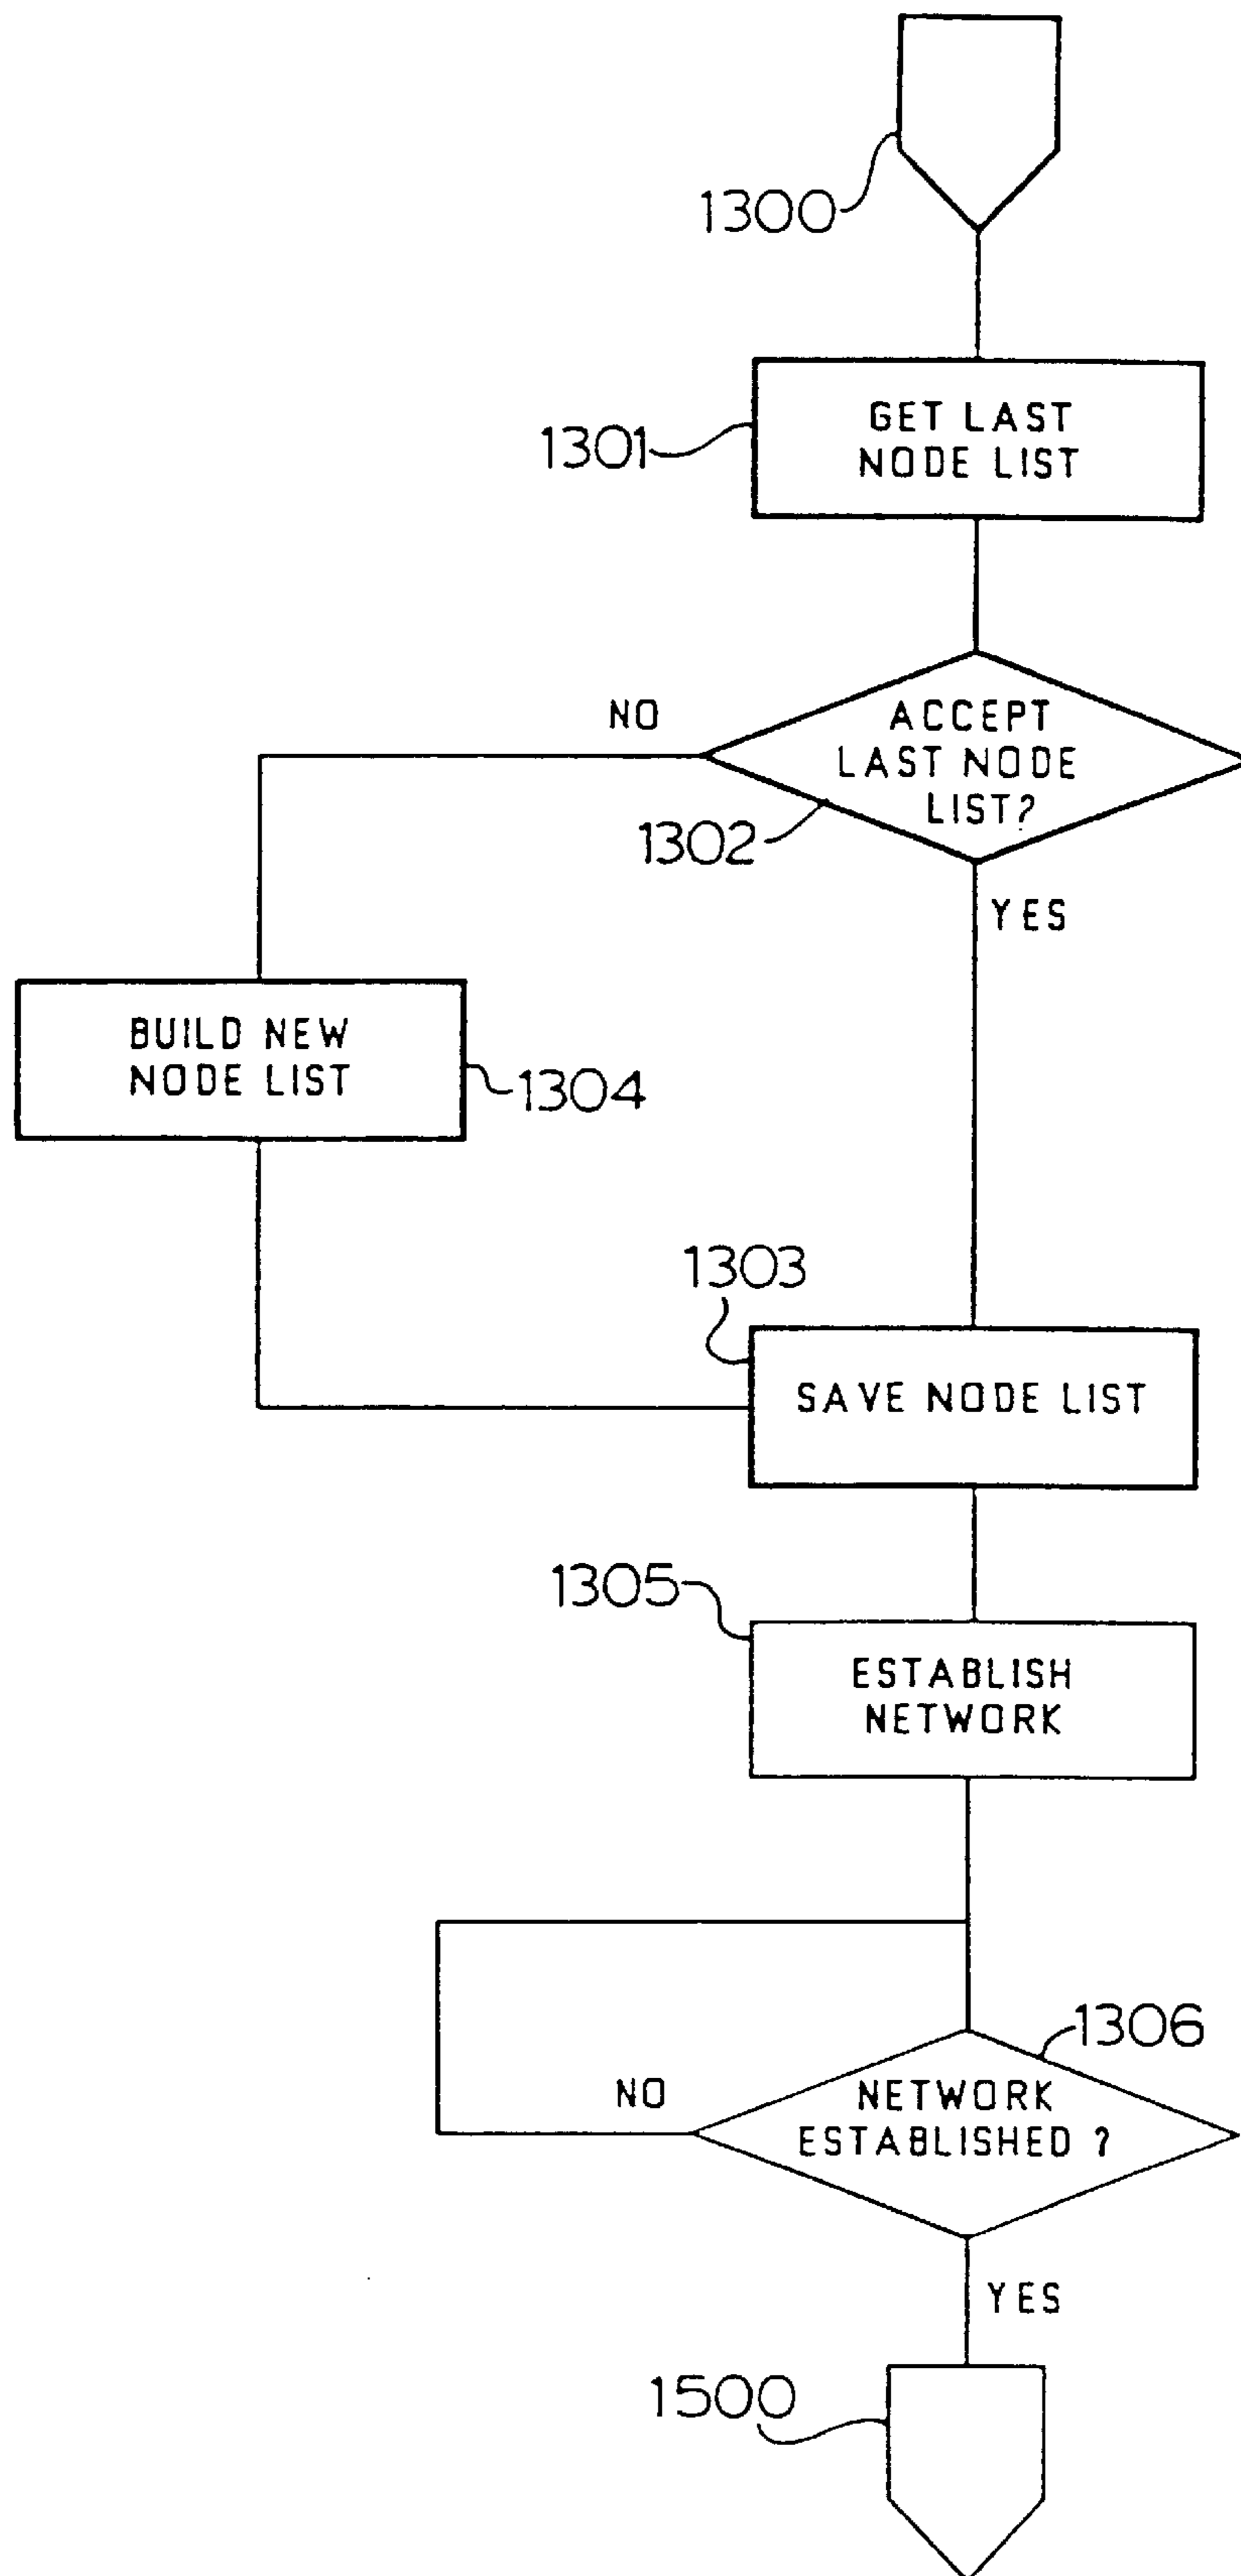 1300
1301
GET LAST
NODE LIST
NO
ACCEPT
LAST NODE
LIST?
1302
YES
BUILD NEW
NODE LIST
1304
1303
SAVE NODE LIST
1305
ESTABLISH
NETWORK
1306
NO
NETWORK
ESTABLISHED ?
YES
1500